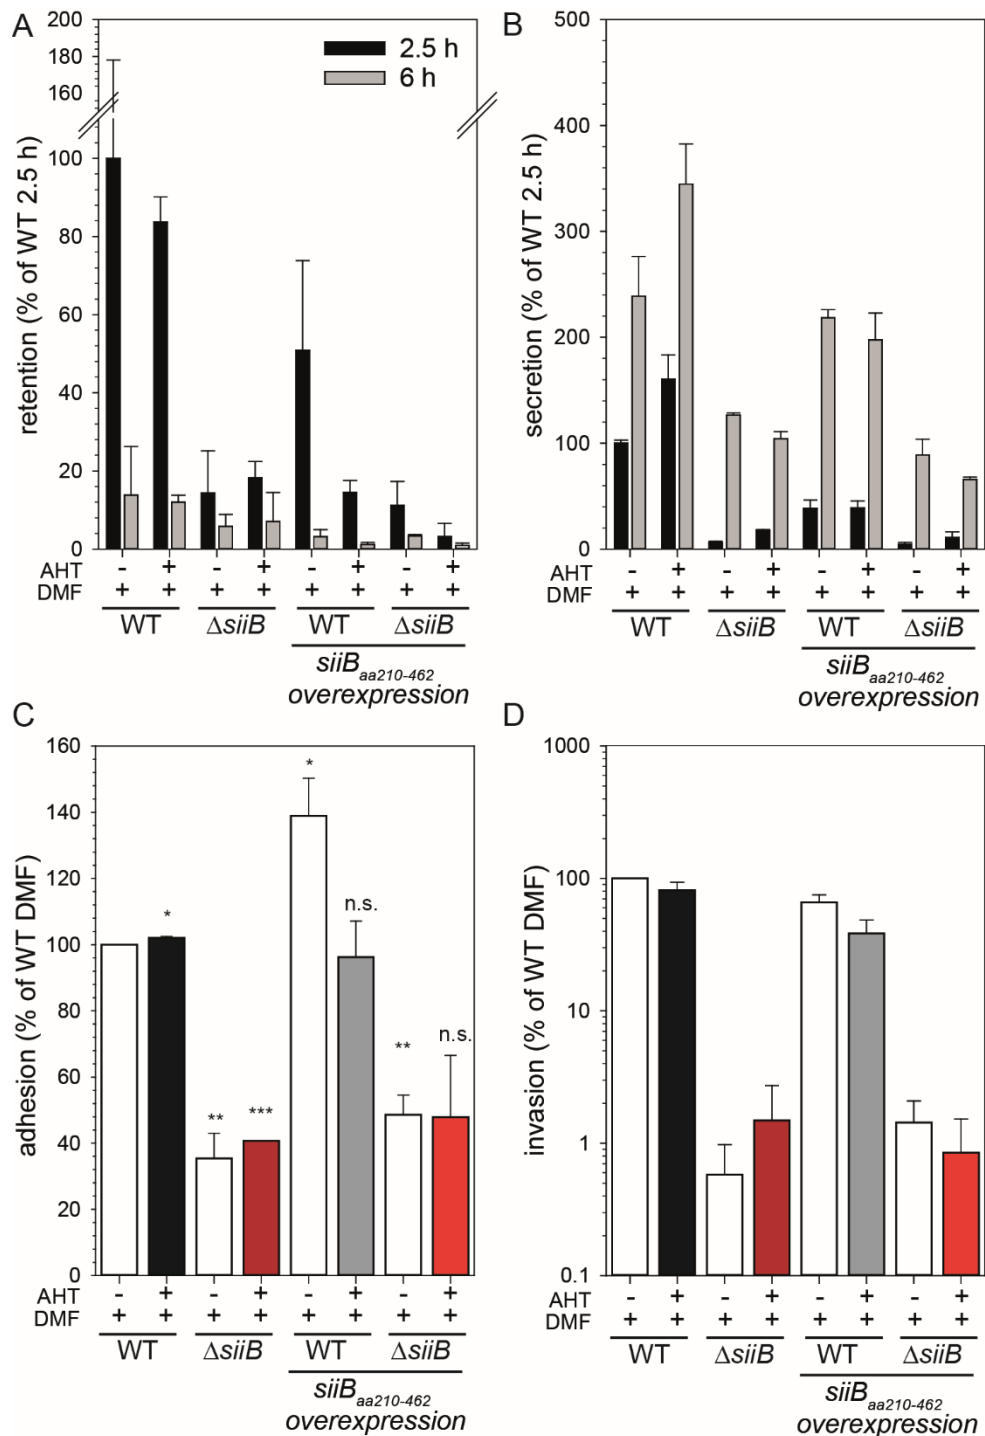 A
retention (% of WT 2.5 h)
200
180
160
100
80
60
40
20
0
2.5 h
6 h
AHT - + - + - + - +
DMF + + + + + + + +
WT ΔsiiB WT ΔsiiB
siiBaa210-462
overexpression
B
secretion (% of WT 2.5 h)
500
400
300
200
100
0
- + - + - + - +
AHT
DMF + + + + + + + +
WT ΔsiiB WT ΔsiiB
siiBaa210-462
overexpression
C
adhesion (% of WT DMF)
160
140
120
100
80
60
40
20
0
* ** *** * n.s. ** n.s.
AHT - + - + - + - +
DMF + + + + + + + +
WT ΔsiiB WT ΔsiiB
siiBaa210-462
overexpression
D
invasion (% of WT DMF)
1000
100
10
1
0.1
AHT - + - + - + - +
DMF + + + + + + + +
WT ΔsiiB WT ΔsiiB
siiBaa210-462
overexpression